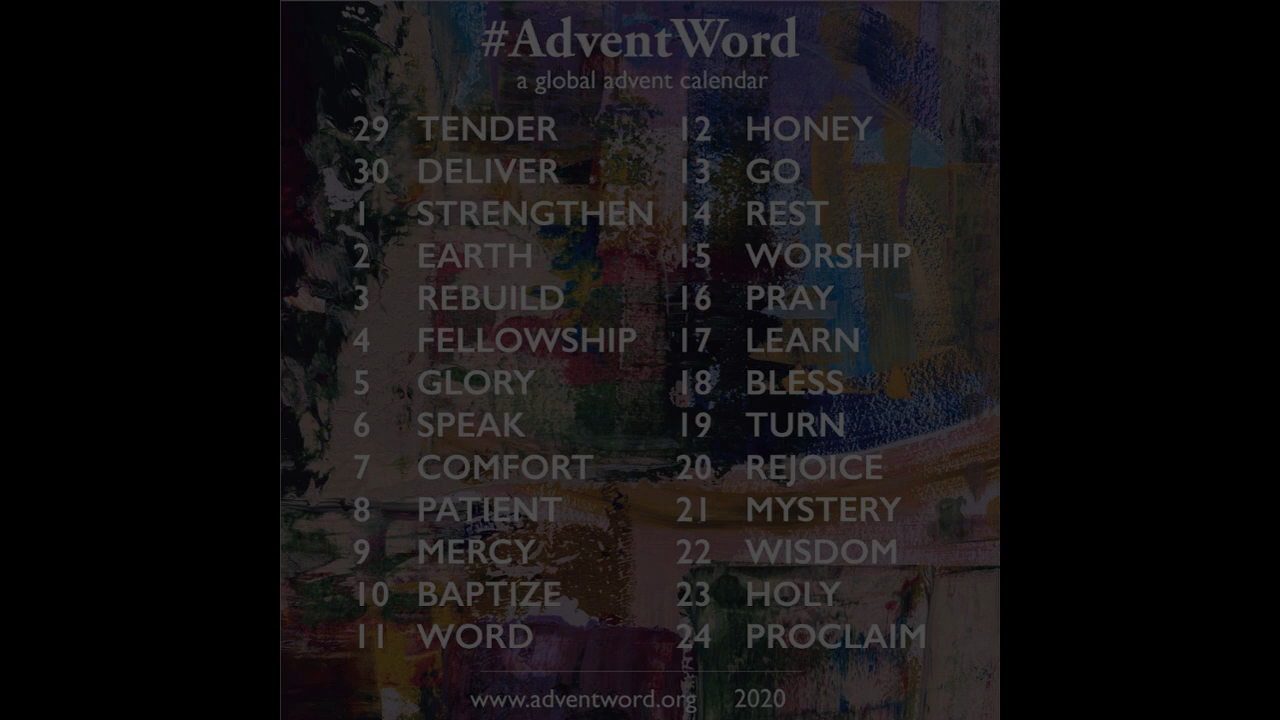 #AdventWord
a global advent calendar
29 TENDER
30 DELIVER
1 STRENGTHEN
2 EARTH
3 REBUILD
4 FELLOWSHIP
5 GLORY
6 SPEAK
7 COMFORT
8 PATIENT
9 MERCY
10 BAPTIZE
11 WORD
12 HONEY
13 GO
14 REST
15 WORSHIP
16 PRAY
17 LEARN
18 BLESS
19 TURN
20 REJOICE
21 MYSTERY
22 WISDOM
23 HOLY
24 PROCLAIM
www.adventword.org 2020